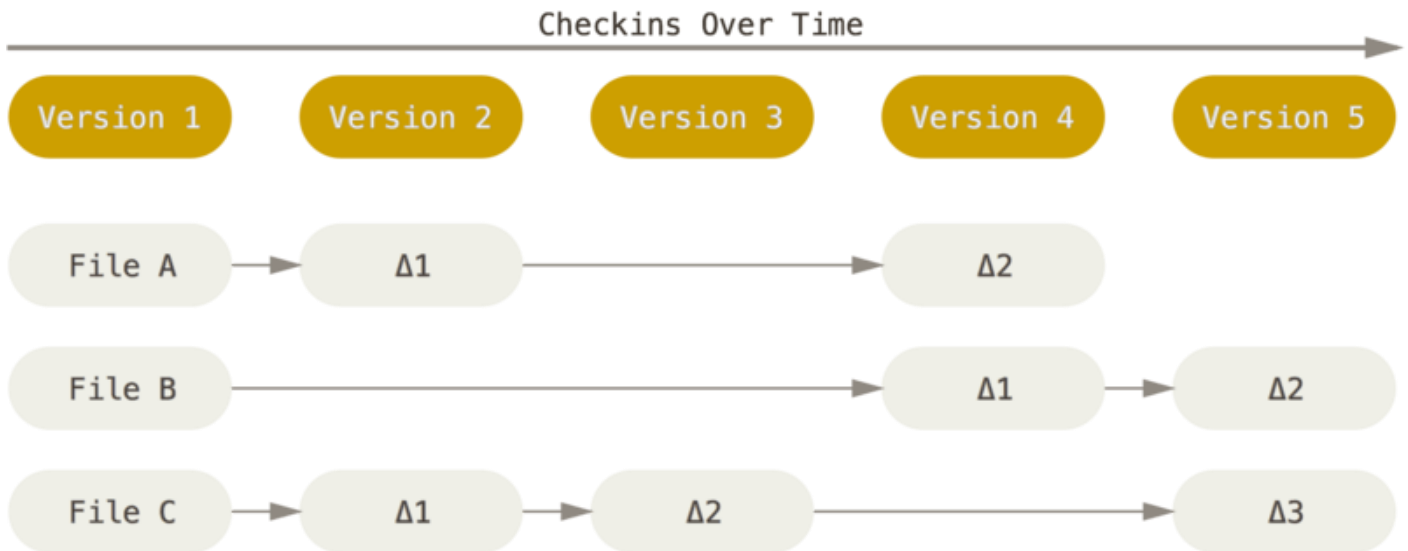 Checkins Over Time
Version 1 Version 2 Version 3 Version 4 Version 5
File A Δ1 Δ2
File B Δ1 Δ2
File C Δ1 Δ2 Δ3